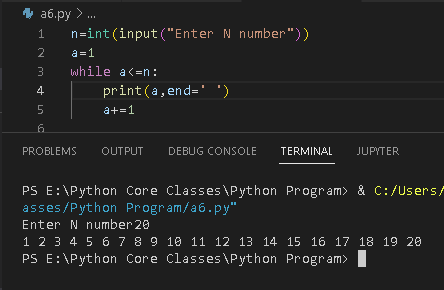 a6.py > ...
1 n=int(input("Enter N number"))
2 a=1
3 while a<=n:
4 print(a,end=' ')
5 a+=1
6
PROBLEMS OUTPUT DEBUG CONSOLE TERMINAL JUPYTER
PS E:\Python Core Classes\Python Program> & C:/Users/
asses/Python Program/a6.py"
Enter N number20
1 2 3 4 5 6 7 8 9 10 11 12 13 14 15 16 17 18 19 20
PS E:\Python Core Classes\Python Program>